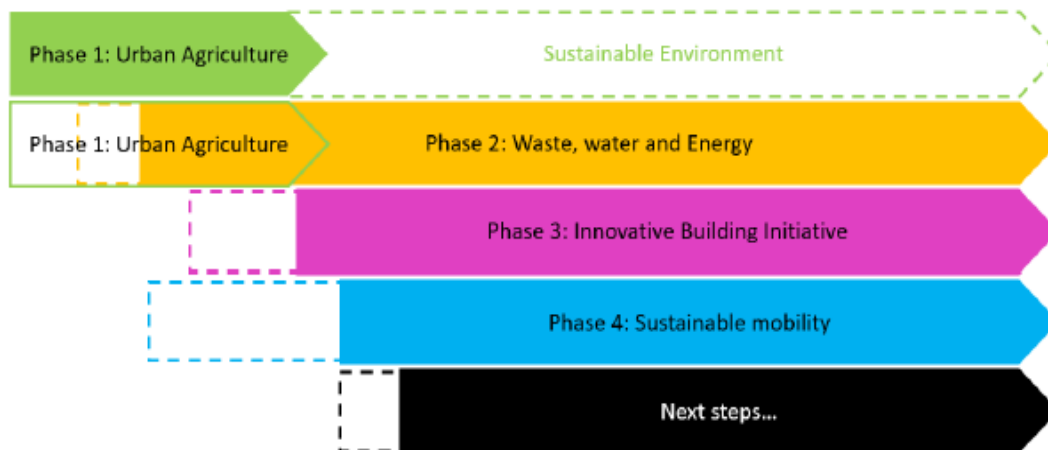 Phase 1: Urban Agriculture
Sustainable Environment
Phase 1: Urban Agriculture
Phase 2: Waste, water and Energy
Phase 3: Innovative Building Initiative
Phase 4: Sustainable mobility
Next steps...